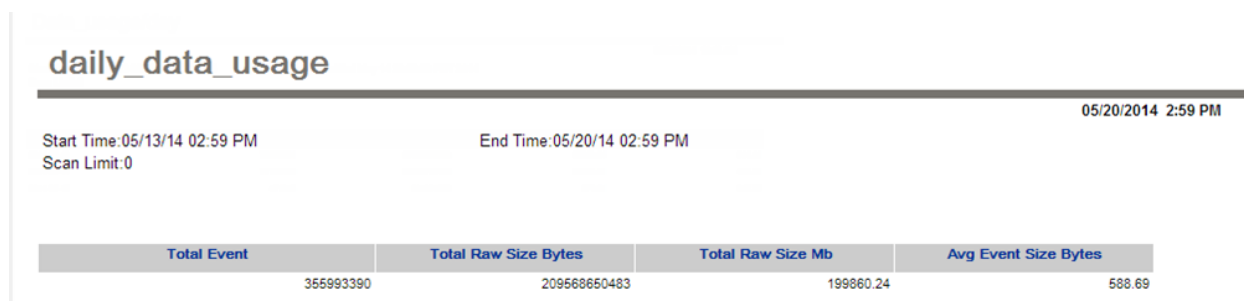 daily_data_usage
05/20/2014 2:59 PM
Start Time:05/13/14 02:59 PM End Time:05/20/14 02:59 PM
Scan Limit:0
Total Event Total Raw Size Bytes Total Raw Size Mb Avg Event Size Bytes
355993390 209568650483 199860.24 588.69